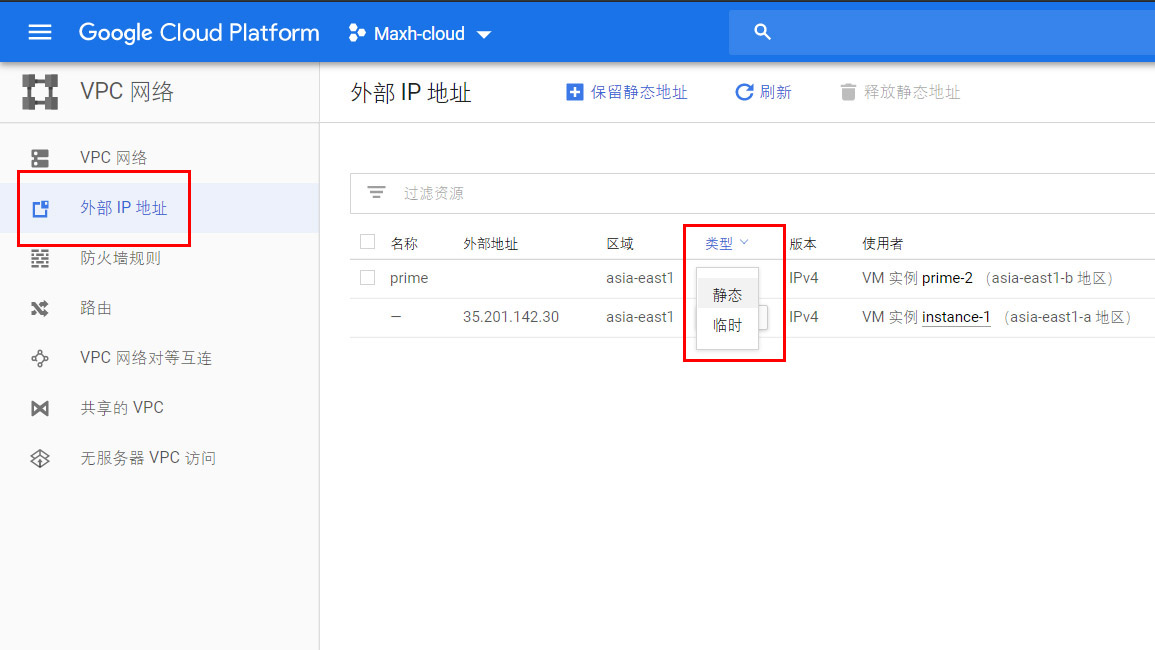 Google Cloud Platform Maxh-cloud
VPC 网络
外部 IP 地址 保留静态地址 刷新 释放静态地址
VPC 网络
外部 IP 地址
防火墙规则
路由
VPC 网络对等互连
共享的 VPC
无服务器 VPC 访问
过滤资源
名称 外部地址 区域 类型 版本 使用者
prime asia-east1 IPv4 VM 实例 prime-2 （asia-east1-b 地区）
静态
— 35.201.142.30 asia-east1 IPv4 VM 实例 instance-1 （asia-east1-a 地区）
临时